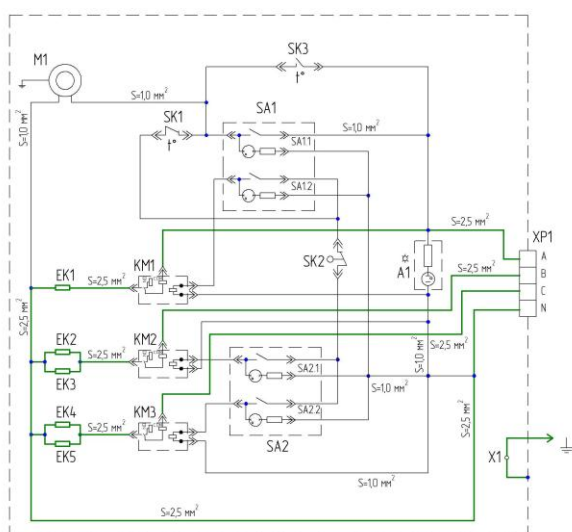 SK3
M1
t°
S=1,0 мм²
SK1
SA1
S=1,0 мм²
S=1,0 мм²
t°
SA1.1
SA1.2
S=2,5 мм²
XP1
KM1
SK2
A1
S=2,5 мм²
A
B
C
N
EK1
S=2,5 мм²
KM2
S=2,5 мм²
EK2
S=2,5 мм²
S=2,5 мм²
EK3
SA2.1
S=1,0 мм²
S=1,0 мм²
EK4
KM3
SA2.2
S=2,5 мм²
S=2,5 мм²
EK5
SA2
X1
S=1,0 мм²
S=2,5 мм²